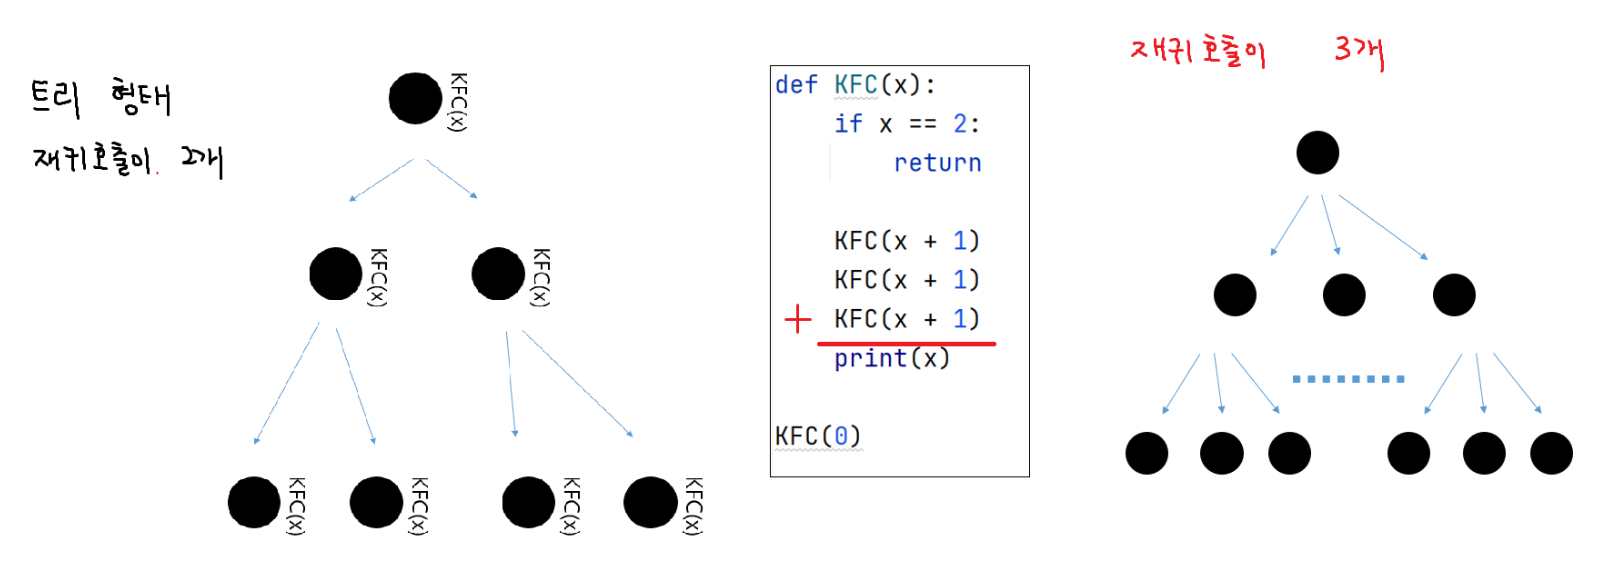 트리 형태
재귀호출이 2개
KFC(x)
KFC(x)
KFC(x)
KFC(x)
KFC(x)
KFC(x)
KFC(x)
def KFC(x):
if x == 2:
return
KFC(x + 1)
KFC(x + 1)
+ KFC(x + 1)
print(x)
KFC(0)
재귀호출이 3개